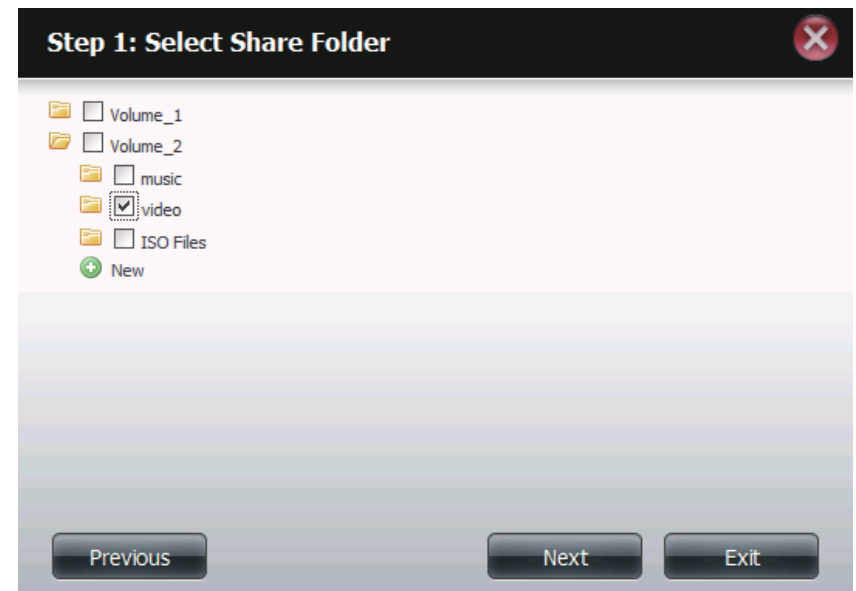 Step 1: Select Share Folder
Volume_1
Volume_2
music
video
ISO Files
New
Previous Next Exit